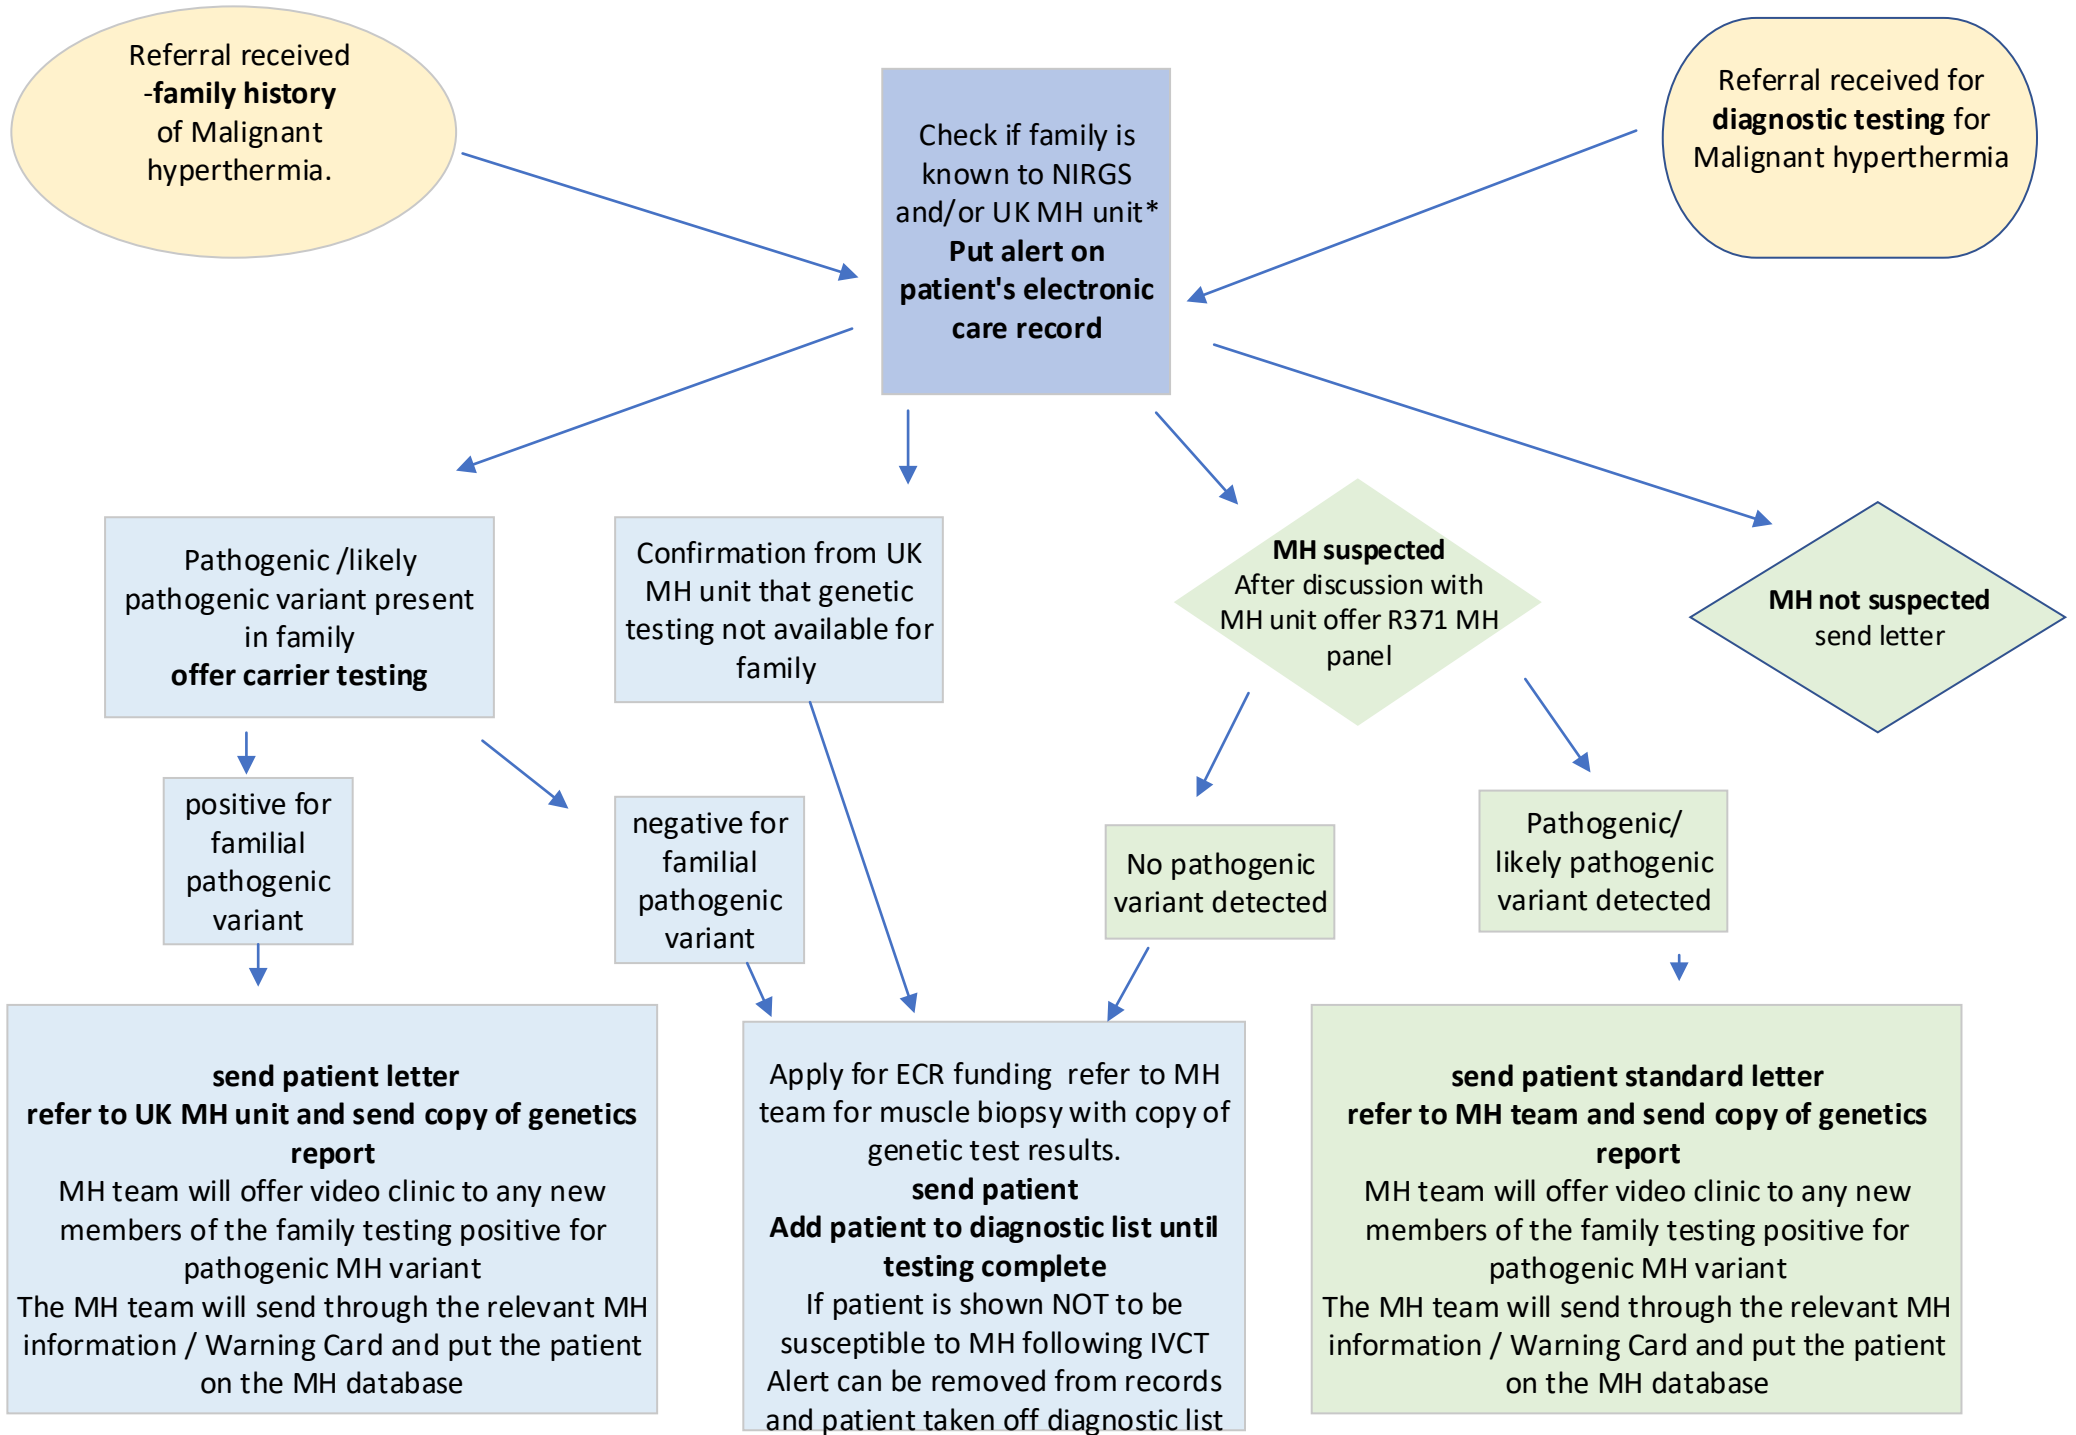 Referral received
-family history
of Malignant
hyperthermia.
Check if family is
known to NIRGS
and/or UK MH unit*
Put alert on
patient's electronic
care record
Referral received for
diagnostic testing for
Malignant hyperthermia
Pathogenic /likely
pathogenic variant present
in family
offer carrier testing
Confirmation from UK
MH unit that genetic
testing not available for
family
MH suspected
After discussion with
MH unit offer R371 MH
panel
MH not suspected
send letter
positive for
familial
pathogenic
variant
negative for
familial
pathogenic
variant
No pathogenic
variant detected
Pathogenic/
likely pathogenic
variant detected
send patient letter
refer to UK MH unit and send copy of genetics
report
MH team will offer video clinic to any new
members of the family testing positive for
pathogenic MH variant
The MH team will send through the relevant MH
information / Warning Card and put the patient
on the MH database
Apply for ECR funding  refer to MH
team for muscle biopsy with copy of
genetic test results.
send patient
Add patient to diagnostic list until
testing complete
If patient is shown NOT to be
susceptible to MH following IVCT
Alert can be removed from records
and patient taken off diagnostic list
send patient standard letter
refer to MH team and send copy of genetics
report
MH team will offer video clinic to any new
members of the family testing positive for
pathogenic MH variant
The MH team will send through the relevant MH
information / Warning Card and put the patient
on the MH database